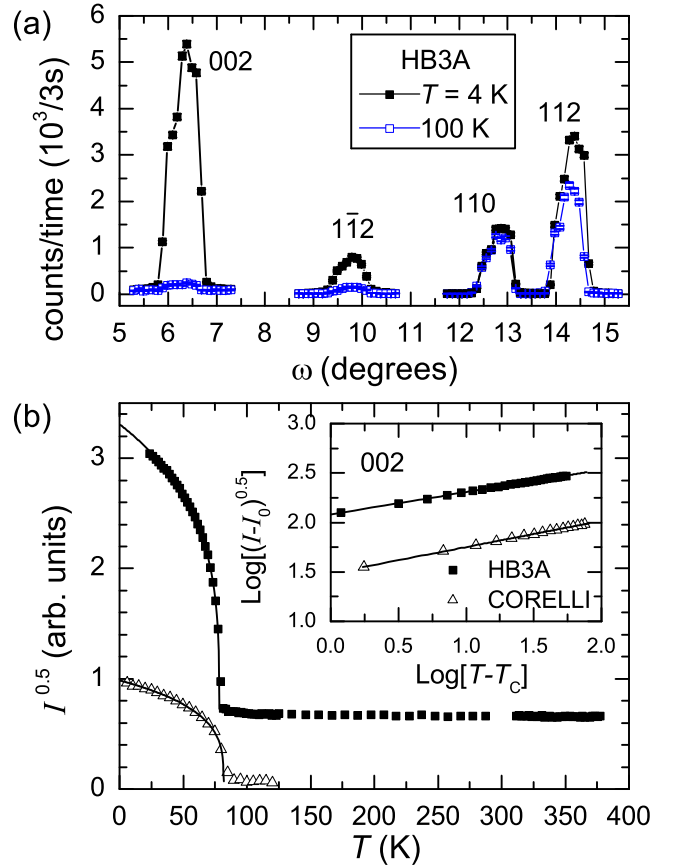 (a)
counts/time (10³/3s)
6
5
4
3
2
1
0
002
11̅2
110
112
HB3A
T = 4 K
100 K
5 6 7 8 9 10 11 12 13 14 15
ω (degrees)
(b)
I^0.5 (arb. units)
3
2
1
0
Log[(I-I₀)^0.5]
3.0
2.5
2.0
1.5
1.0
002
HB3A
CORELLI
0.0 0.5 1.0 1.5 2.0
Log[T-T_C]
0 50 100 150 200 250 300 350 400
T (K)